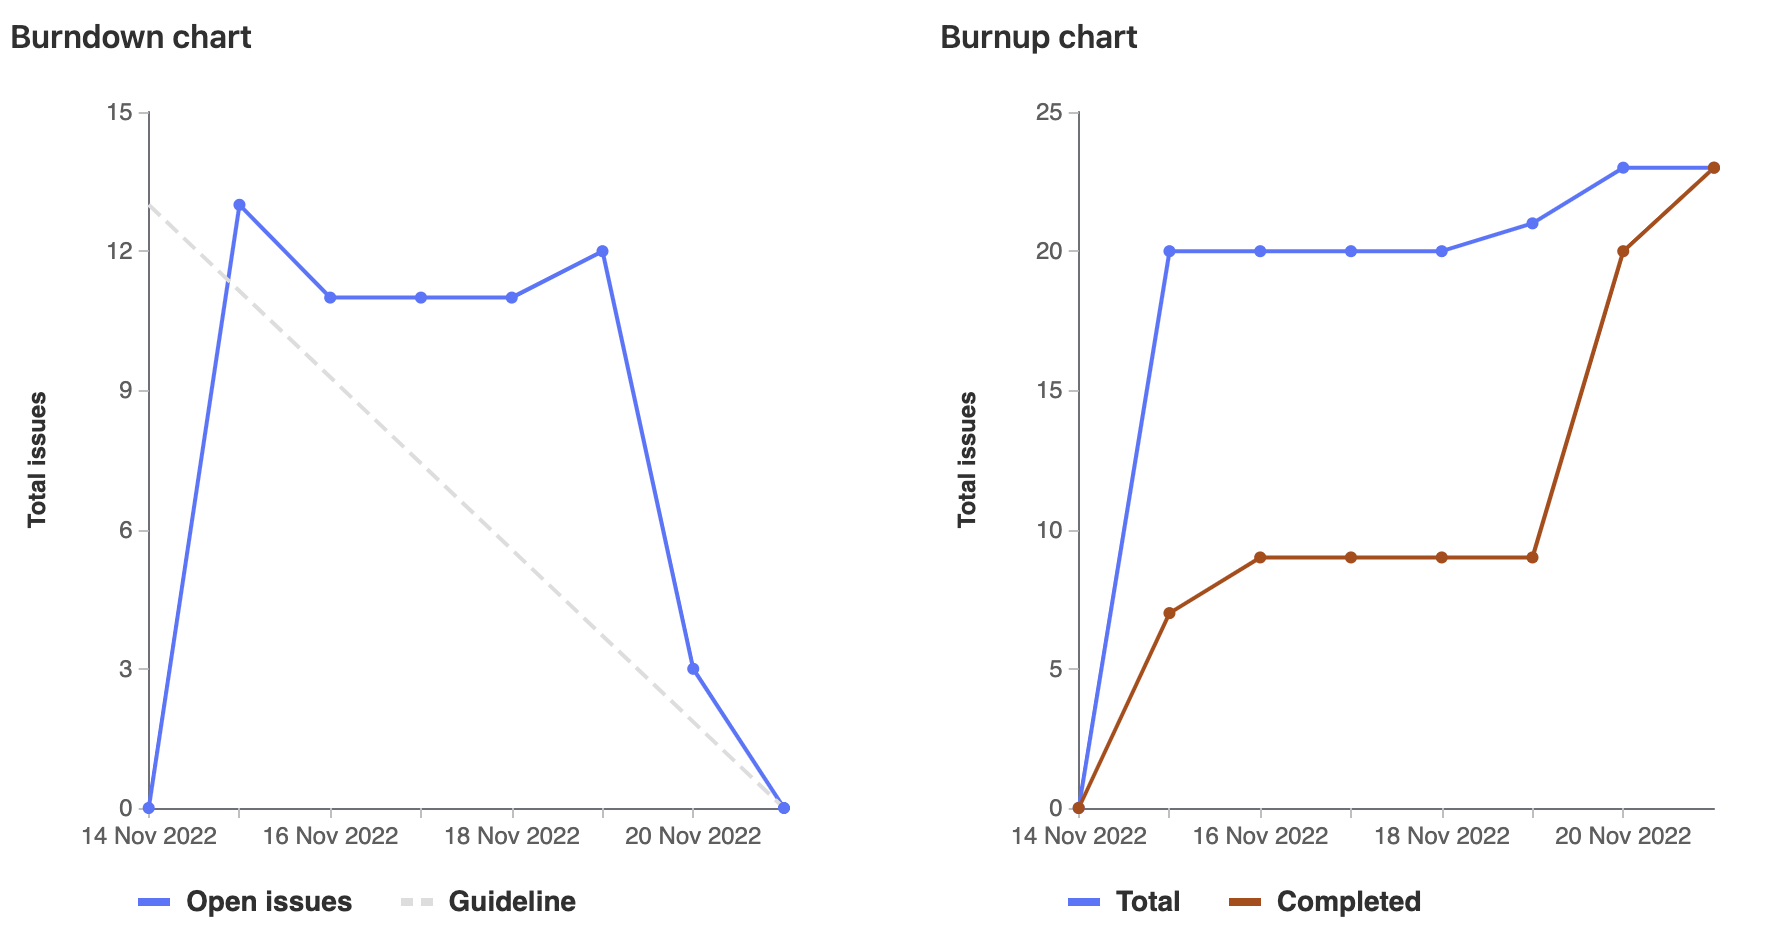 Burndown chart
15
12
9
6
3
0
Total issues
14 Nov 2022
16 Nov 2022
18 Nov 2022
20 Nov 2022
Open issues
Guideline
Burnup chart
25
20
15
10
5
0
Total issues
14 Nov 2022
16 Nov 2022
18 Nov 2022
20 Nov 2022
Total
Completed